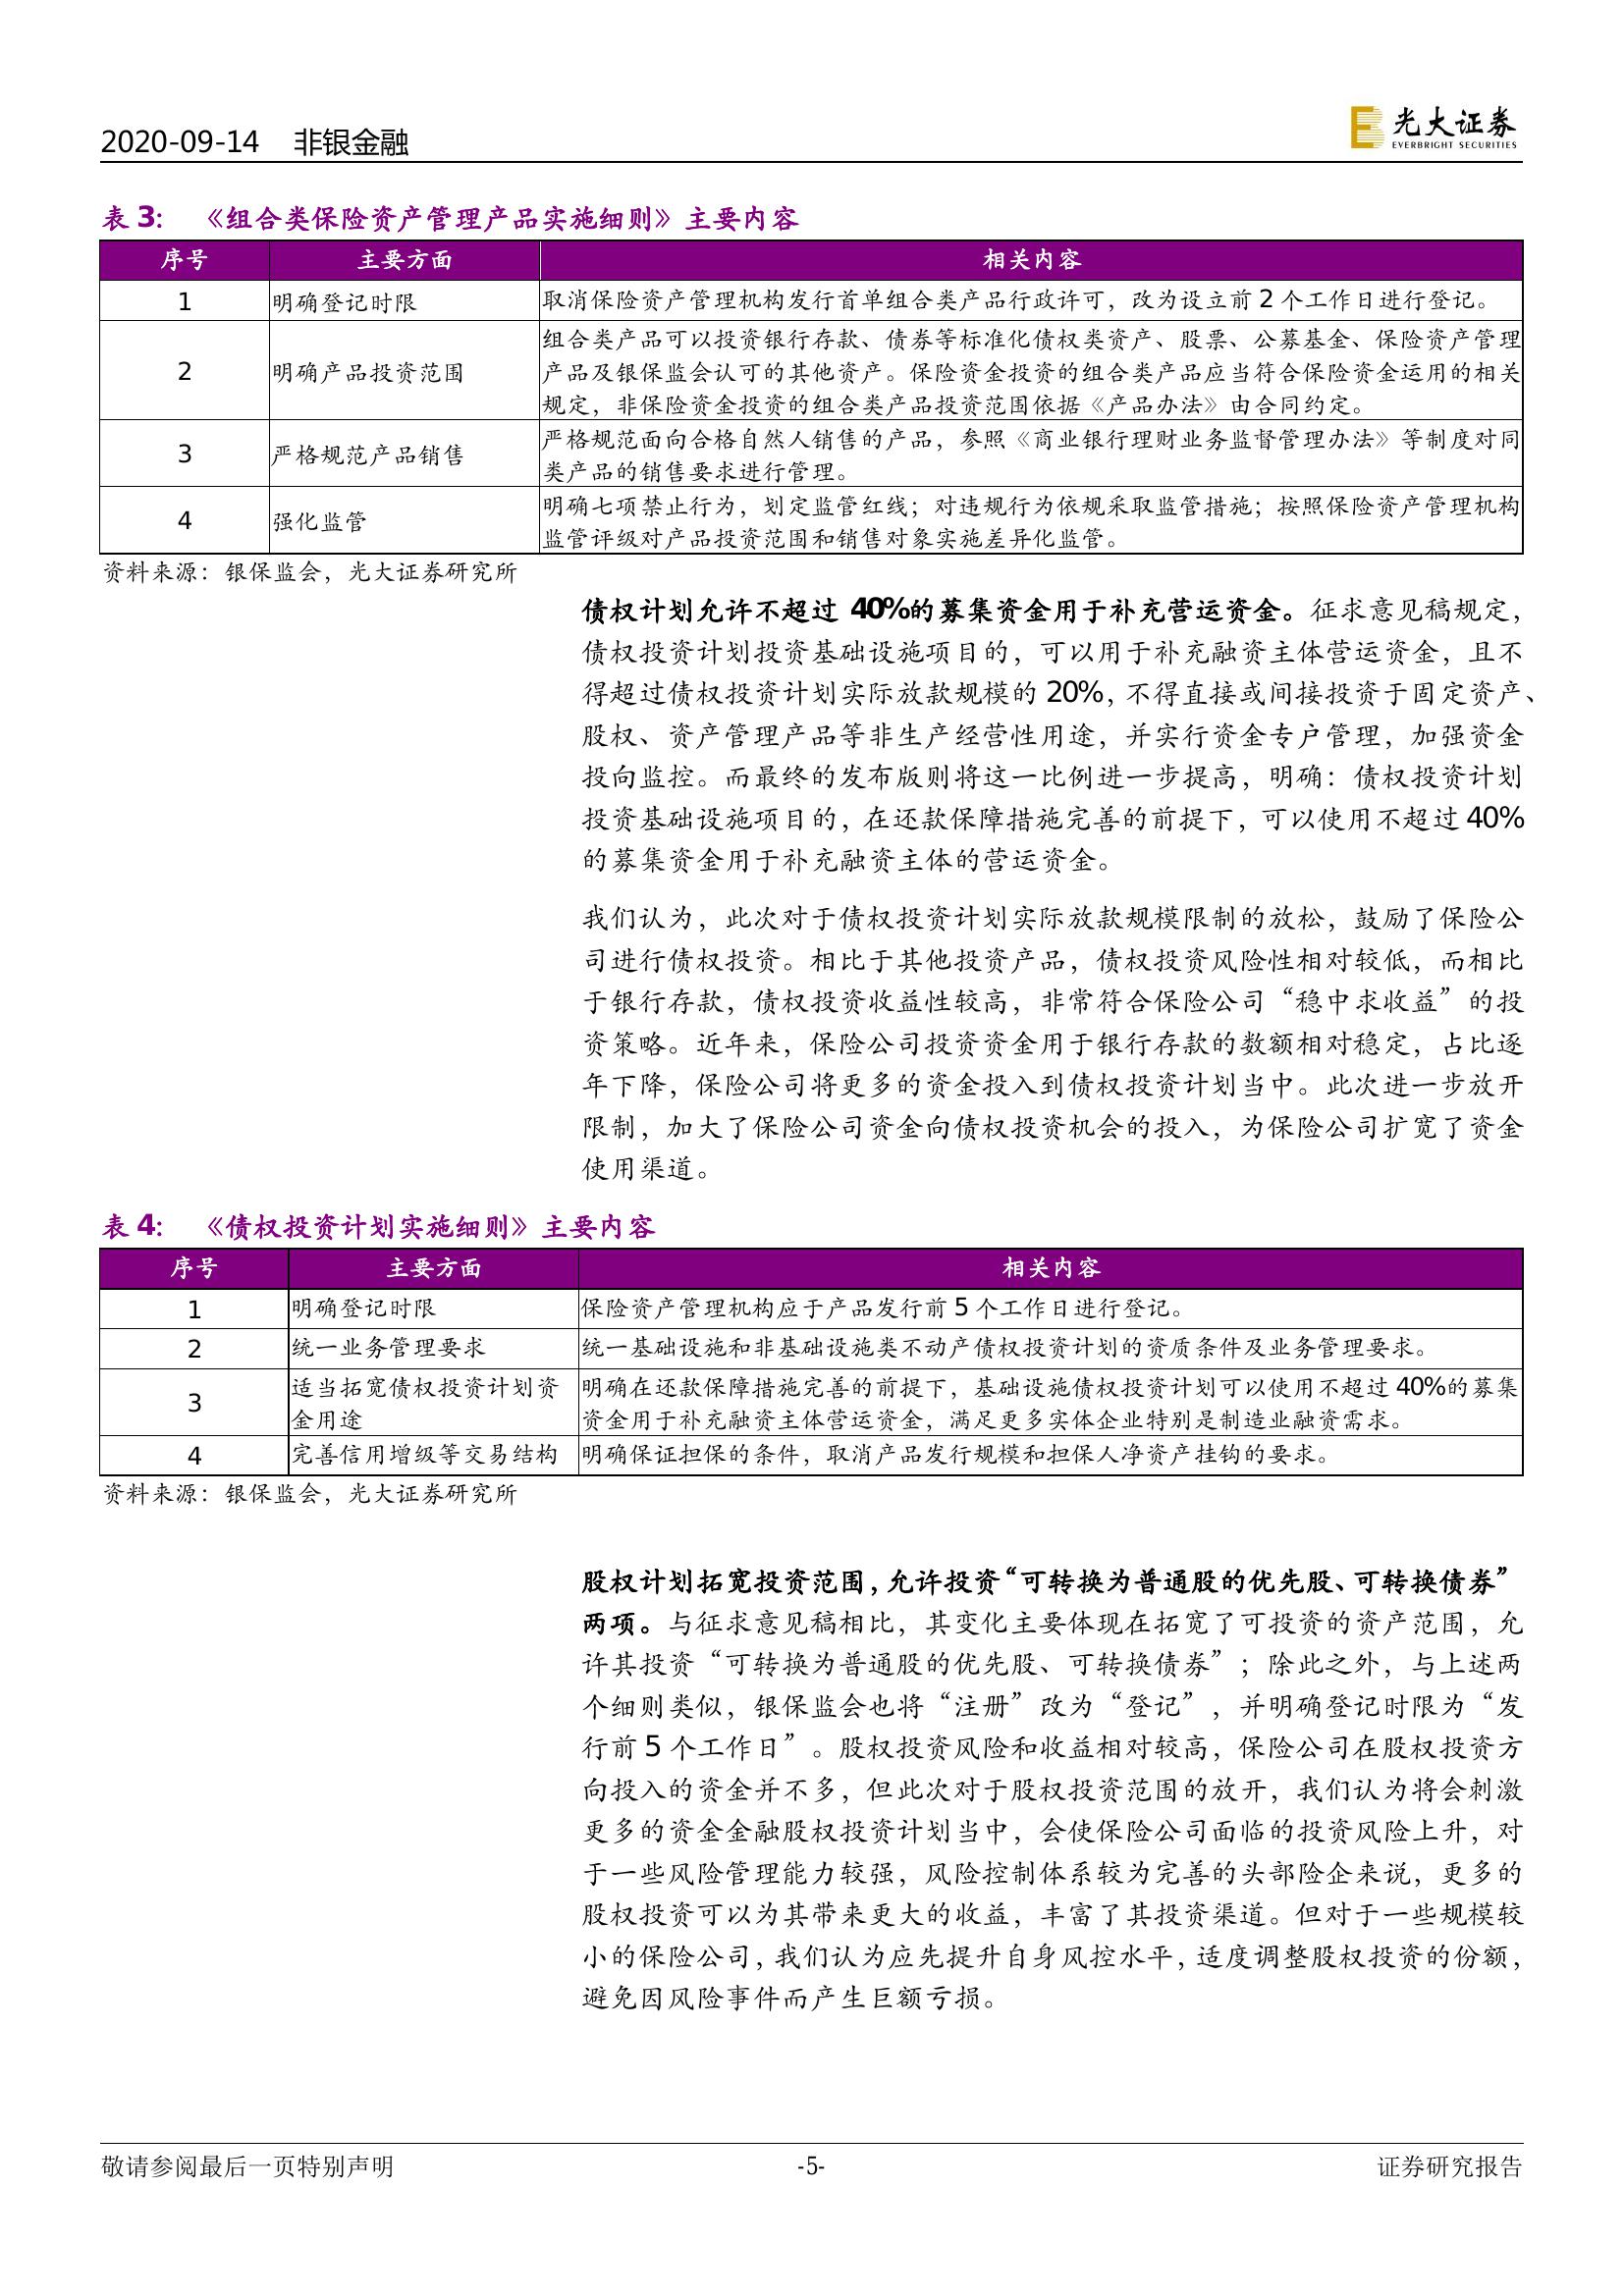 2020-09-14 非银金融
光大证券
EVERBRIGHT SECURITIES
表 3: 《组合类保险资产管理产品实施细则》主要内容
序号 主要方面 相关内容
1 明确登记时限 取消保险资产管理机构发行首单组合类产品行政许可，改为设立前 2 个工作日进行登记。
2 明确产品投资范围 组合类产品可以投资银行存款、债券等标准化债权类资产、股票、公募基金、保险资产管理
产品及银保监会认可的其他资产。保险资金投资的组合类产品应当符合保险资金运用的相关
规定，非保险资金投资的组合类产品投资范围依据《产品办法》由合同约定。
3 严格规范产品销售 严格规范面向合格自然人销售的产品，参照《商业银行理财业务监督管理办法》等制度对同
类产品的销售要求进行管理。
4 强化监管 明确七项禁止行为，划定监管红线；对违规行为依规采取监管措施；按照保险资产管理机构
监管评级对产品投资范围和销售对象实施差异化监管。
资料来源：银保监会，光大证券研究所
债权计划允许不超过 40%的募集资金用于补充营运资金。征求意见稿规定，
债权投资计划投资基础设施项目的，可以用于补充融资主体营运资金，且不
得超过债权投资计划实际放款规模的 20%，不得直接或间接投资于固定资产、
股权、资产管理产品等非生产经营性用途，并实行资金专户管理，加强资金
投向监控。而最终的发布版则将这一比例进一步提高，明确：债权投资计划
投资基础设施项目的，在还款保障措施完善的前提下，可以使用不超过 40%
的募集资金用于补充融资主体的营运资金。
我们认为，此次对于债权投资计划实际放款规模限制的放松，鼓励了保险公
司进行债权投资。相比于其他投资产品，债权投资风险性相对较低，而相比
于银行存款，债权投资收益性较高，非常符合保险公司“稳中求收益”的投
资策略。近年来，保险公司投资资金用于银行存款的数额相对稳定，占比逐
年下降，保险公司将更多的资金投入到债权投资计划当中。此次进一步放开
限制，加大了保险公司资金向债权投资机会的投入，为保险公司扩宽了资金
使用渠道。
表 4: 《债权投资计划实施细则》主要内容
序号 主要方面 相关内容
1 明确登记时限 保险资产管理机构应于产品发行前 5 个工作日进行登记。
2 统一业务管理要求 统一基础设施和非基础设施类不动产债权投资计划的资质条件及业务管理要求。
3 适当拓宽债权投资计划资
金用途 明确在还款保障措施完善的前提下，基础设施债权投资计划可以使用不超过 40%的募集
资金用于补充融资主体营运资金，满足更多实体企业特别是制造业融资需求。
4 完善信用增级等交易结构 明确保证担保的条件，取消产品发行规模和担保人净资产挂钩的要求。
资料来源：银保监会，光大证券研究所
股权计划拓宽投资范围，允许投资“可转换为普通股的优先股、可转换债券”
两项。与征求意见稿相比，其变化主要体现在拓宽了可投资的资产范围，允
许其投资“可转换为普通股的优先股、可转换债券”；除此之外，与上述两
个细则类似，银保监会也将“注册”改为“登记”，并明确登记时限为“发
行前 5 个工作日”。股权投资风险和收益相对较高，保险公司在股权投资方
向投入的资金并不多，但此次对于股权投资范围的放开，我们认为将会刺激
更多的资金金融股权投资计划当中，会使保险公司面临的投资风险上升，对
于一些风险管理能力较强，风险控制体系较为完善的头部险企来说，更多的
股权投资可以为其带来更大的收益，丰富了其投资渠道。但对于一些规模较
小的保险公司，我们认为应先提升自身风控水平，适度调整股权投资的份额，
避免因风险事件而产生巨额亏损。
敬请参阅最后一页特别声明 -5- 证券研究报告